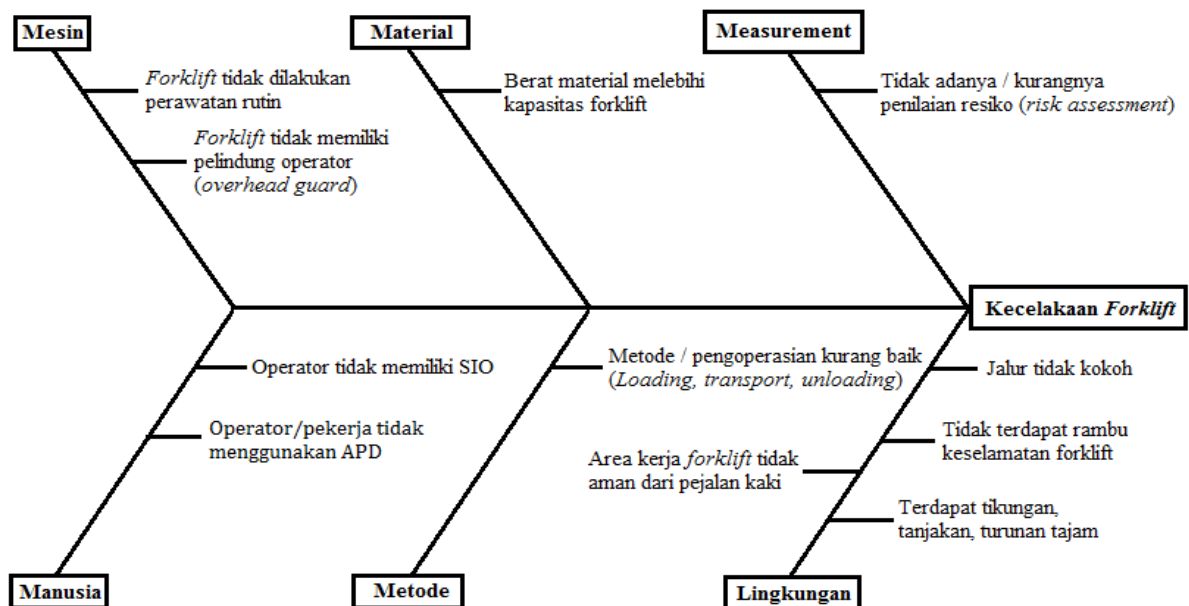 Mesin
Material
Measurement
Forklift tidak dilakukan
perawatan rutin
Forklift tidak memiliki
pelindung operator
(overhead guard)
Berat material melebihi
kapasitas forklift
Tidak adanya / kurangnya
penilaian resiko (risk assessment)
Kecelakaan Forklift
Operator tidak memiliki SIO
Operator/pekerja tidak
menggunakan APD
Metode / pengoperasian kurang baik
(Loading, transport, unloading)
Jalur tidak kokoh
Tidak terdapat rambu
keselamatan forklift
Area kerja forklift tidak
aman dari pejalan kaki
Terdapat tikungan,
tanjakan, turunan tajam
Manusia
Metode
Lingkungan